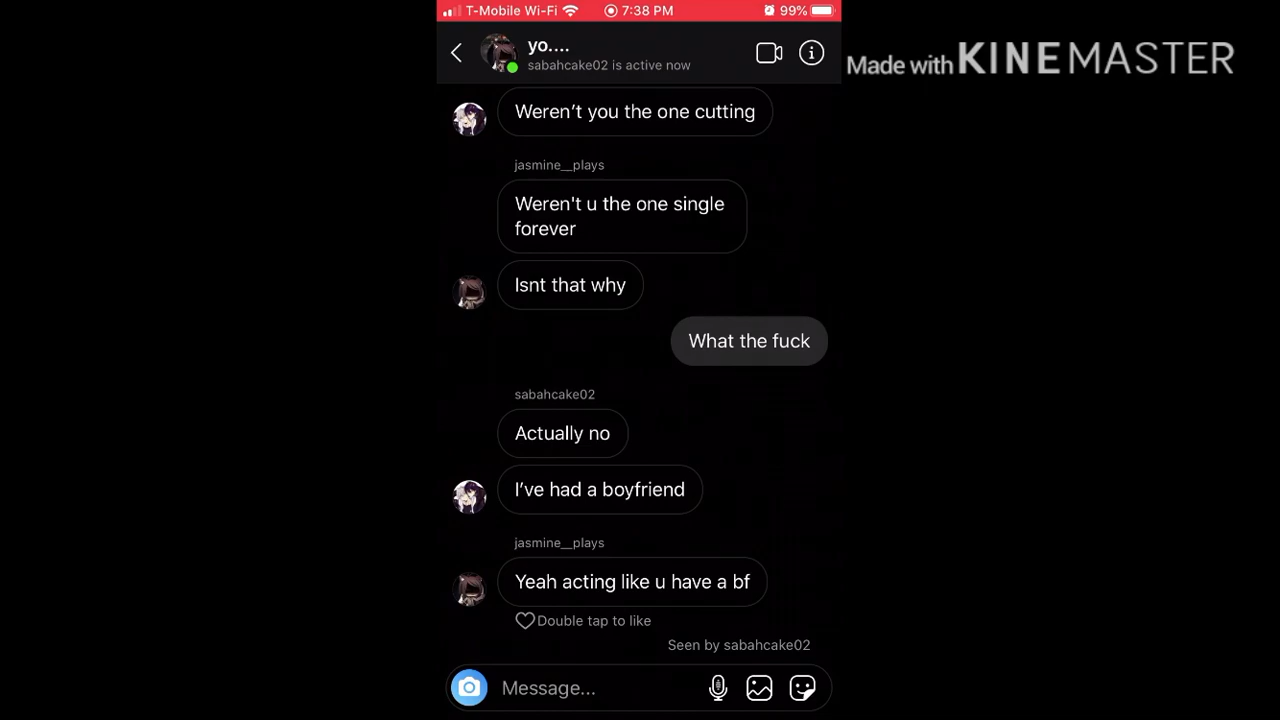 T-Mobile Wi-Fi 7:38 PM 99%
yo....
sabahcake02 is active now
Made with KINEMASTER
Weren’t you the one cutting
jasmine__plays
Weren't u the one single
forever
Isnt that why
What the fuck
sabahcake02
Actually no
I’ve had a boyfriend
jasmine__plays
Yeah acting like u have a bf
Double tap to like
Seen by sabahcake02
Message...